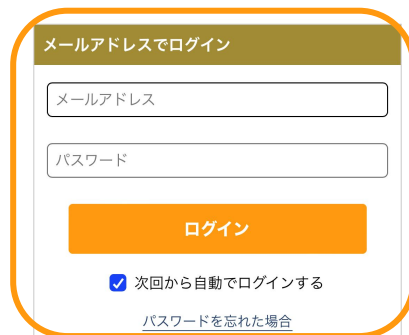 メールアドレスでログイン
メールアドレス
パスワード
ログイン
次回から自動でログインする
パスワードを忘れた場合